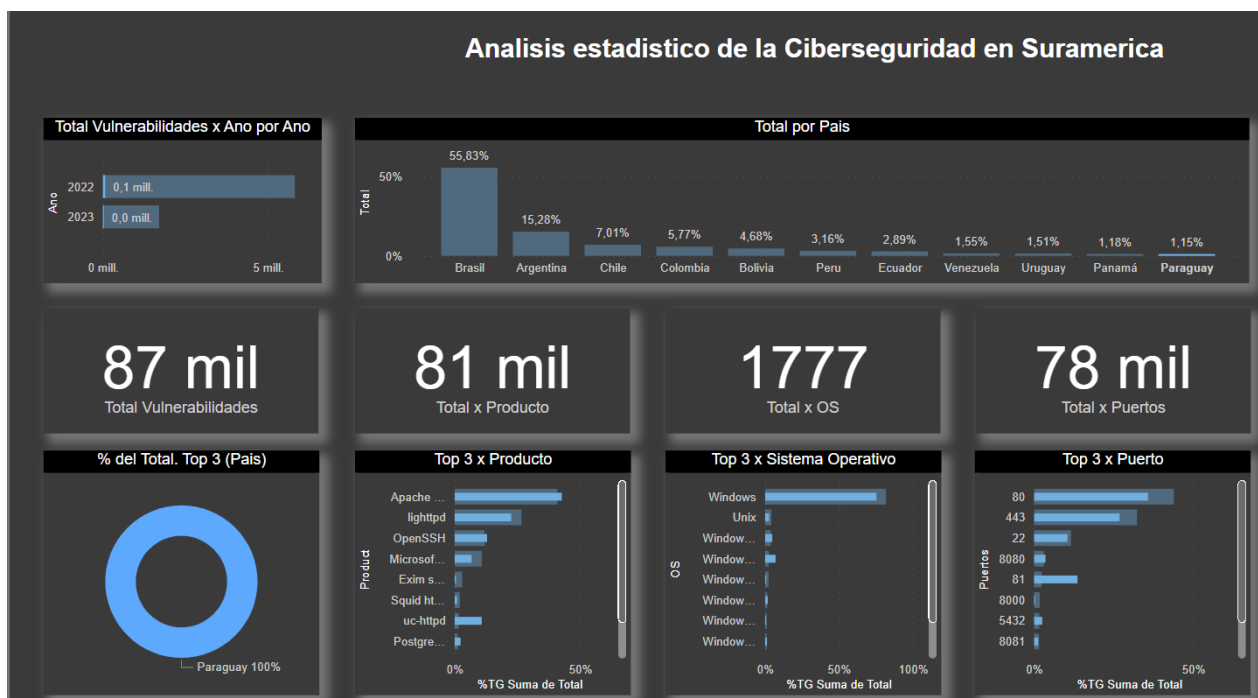 Analisis estadistico de la Ciberseguridad en Suramerica
Total Vulnerabilidades x Ano por Ano
Ano
2022
0,1 mill.
2023
0,0 mill.
0 mill.
5 mill.
Total por Pais
Total
50%
0%
55,83%
15,28%
7,01%
5,77%
4,68%
3,16%
2,89%
1,55%
1,51%
1,18%
1,15%
Brasil
Argentina
Chile
Colombia
Bolivia
Peru
Ecuador
Venezuela
Uruguay
Panamá
Paraguay
87 mil
Total Vulnerabilidades
81 mil
Total x Producto
1777
Total x OS
78 mil
Total x Puertos
% del Total. Top 3 (Pais)
Paraguay 100%
Top 3 x Producto
Product
Apache ...
lighttpd
OpenSSH
Microsof...
Exim s...
Squid ht...
uc-httpd
Postgre...
0%
50%
%TG Suma de Total
Top 3 x Sistema Operativo
OS
Windows
Unix
Window...
Window...
Window...
Window...
Window...
Window...
0%
50%
100%
%TG Suma de Total
Top 3 x Puerto
Puertos
80
443
22
8080
81
8000
5432
8081
0%
50%
%TG Suma de Total